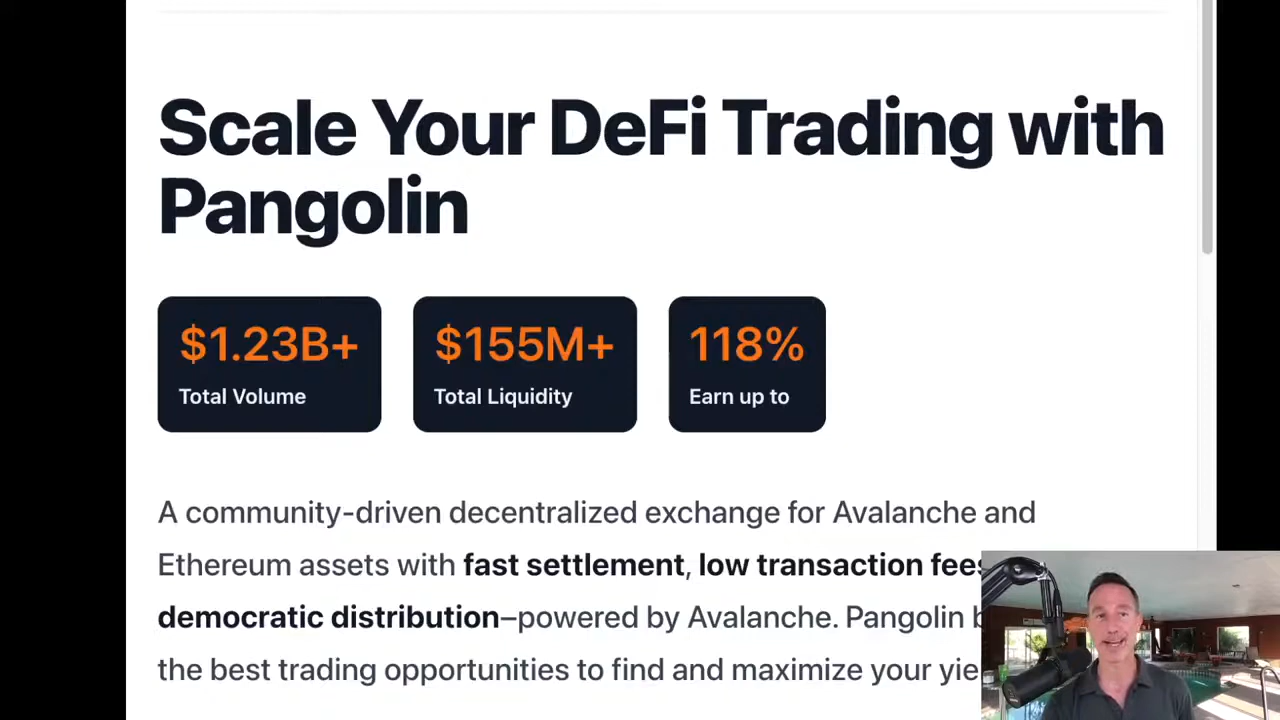 Scale Your DeFi Trading with
Pangolin
$1.23B+
Total Volume
$155M+
Total Liquidity
118%
Earn up to
A community-driven decentralized exchange for Avalanche and
Ethereum assets with fast settlement, low transaction fees
democratic distribution–powered by Avalanche. Pangolin
the best trading opportunities to find and maximize your